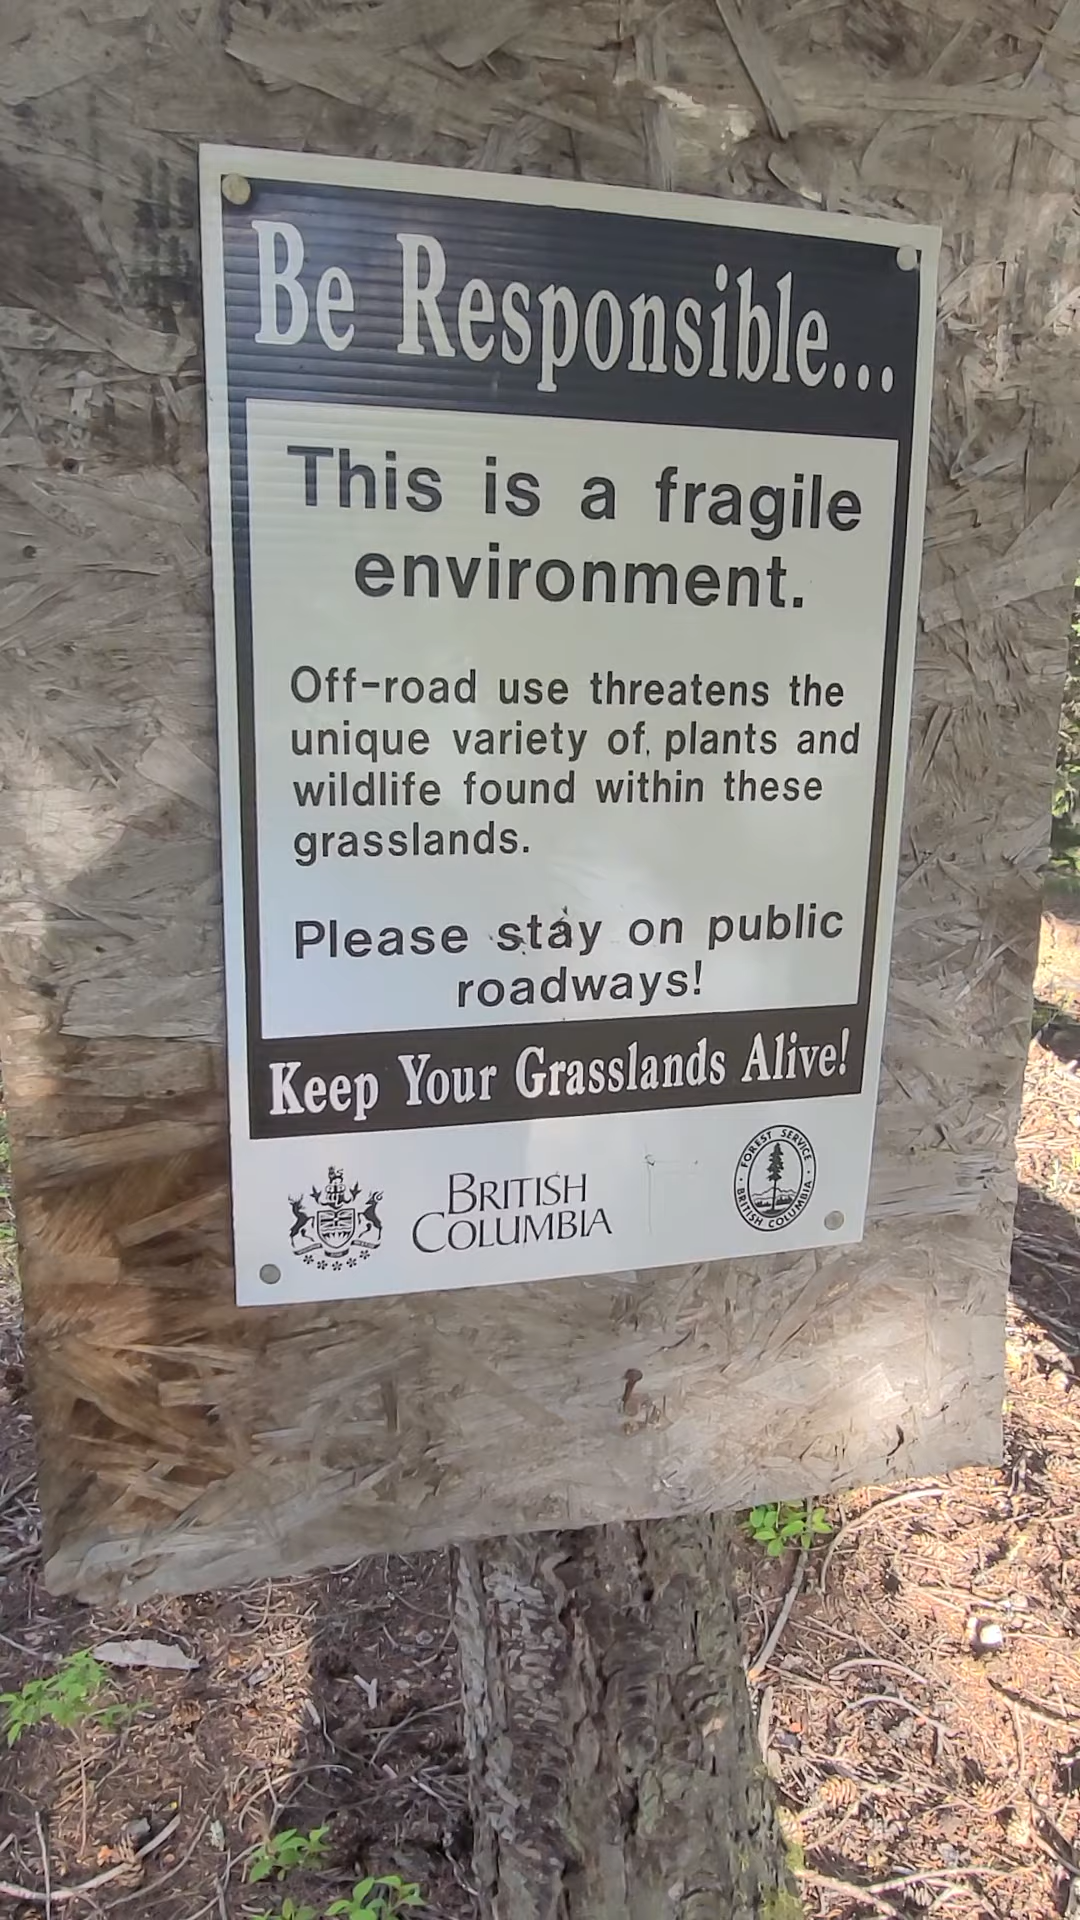 Be Responsible...
This is a fragile
environment.
Off-road use threatens the
unique variety of plants and
wildlife found within these
grasslands.
Please stay on public
roadways!
Keep Your Grasslands Alive!
BRITISH
COLUMBIA
FOREST SERVICE
BRITISH COLUMBIA